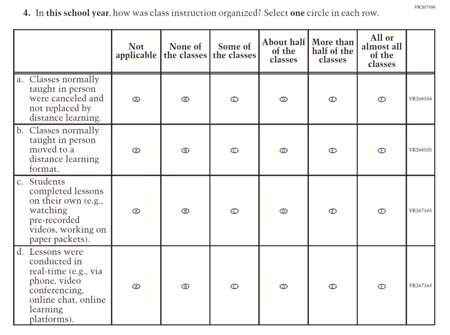 VR267160
4. In this school year, how was class instruction organized? Select one circle in each row.
Not applicable
None of the classes
Some of the classes
About half of the classes
More than half of the classes
All or almost all of the classes
a. Classes normally
taught in person
were canceled and
not replaced by
distance learning.
A B C D E F VR268534
b. Classes normally
taught in person
moved to a
distance learning
format.
A B C D E F VR268535
c. Students
completed lessons
on their own (e.g.,
watching
pre-recorded
videos, working on
paper packets).
A B C D E F VR267165
d. Lessons were
conducted in
real-time (e.g., via
phone, video
conferencing,
online chat, online
learning
platforms).
A B C D E F VR267163